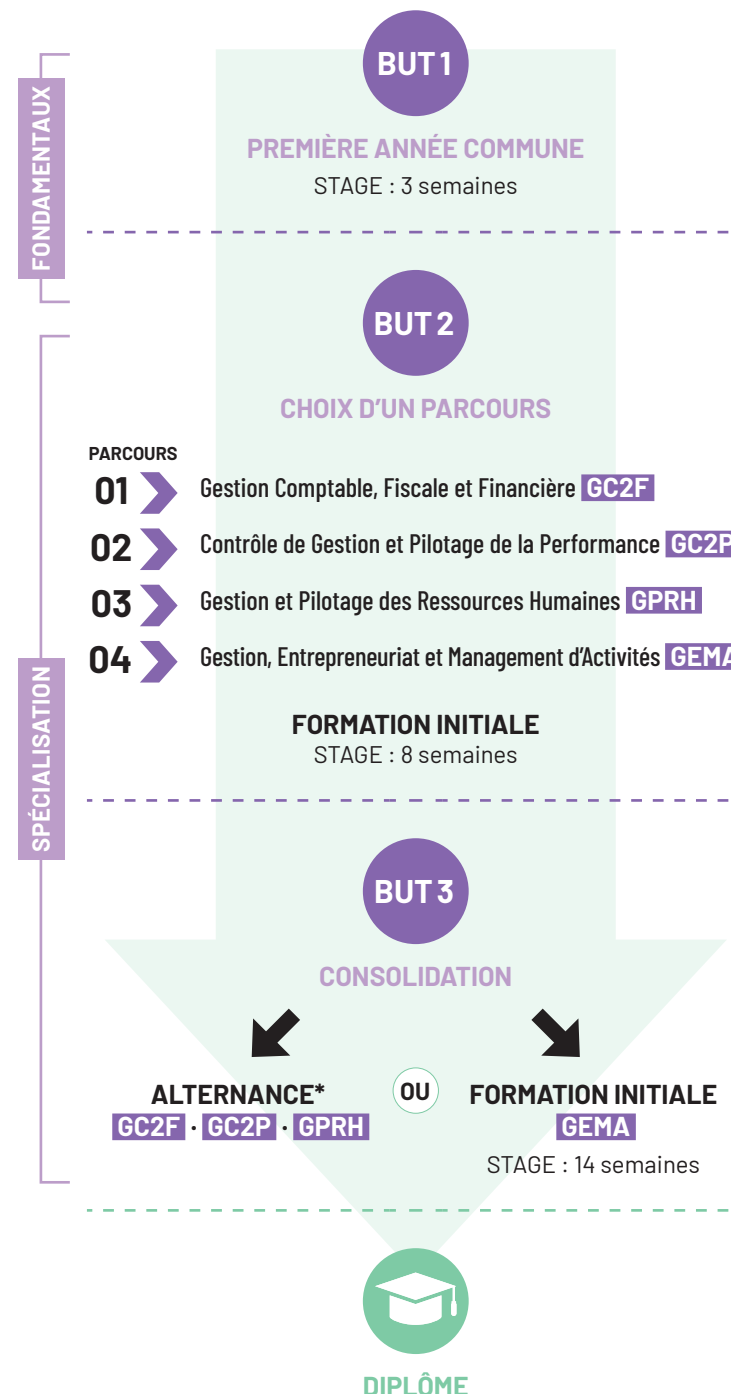 BUT 1
FONDAMENTAUX
PREMIÈRE ANNÉE COMMUNE
STAGE : 3 semaines
BUT 2
CHOIX D'UN PARCOURS
PARCOURS
01 Gestion Comptable, Fiscale et Financière GC2F
02 Contrôle de Gestion et Pilotage de la Performance GC2P
03 Gestion et Pilotage des Ressources Humaines GPRH
04 Gestion, Entrepreneuriat et Management d'Activités GEMA
SPÉCIALISATION
FORMATION INITIALE
STAGE : 8 semaines
BUT 3
CONSOLIDATION
ALTERNANCE*
GC2F · GC2P · GPRH
OU
FORMATION INITIALE
GEMA
STAGE : 14 semaines
DIPLÔME